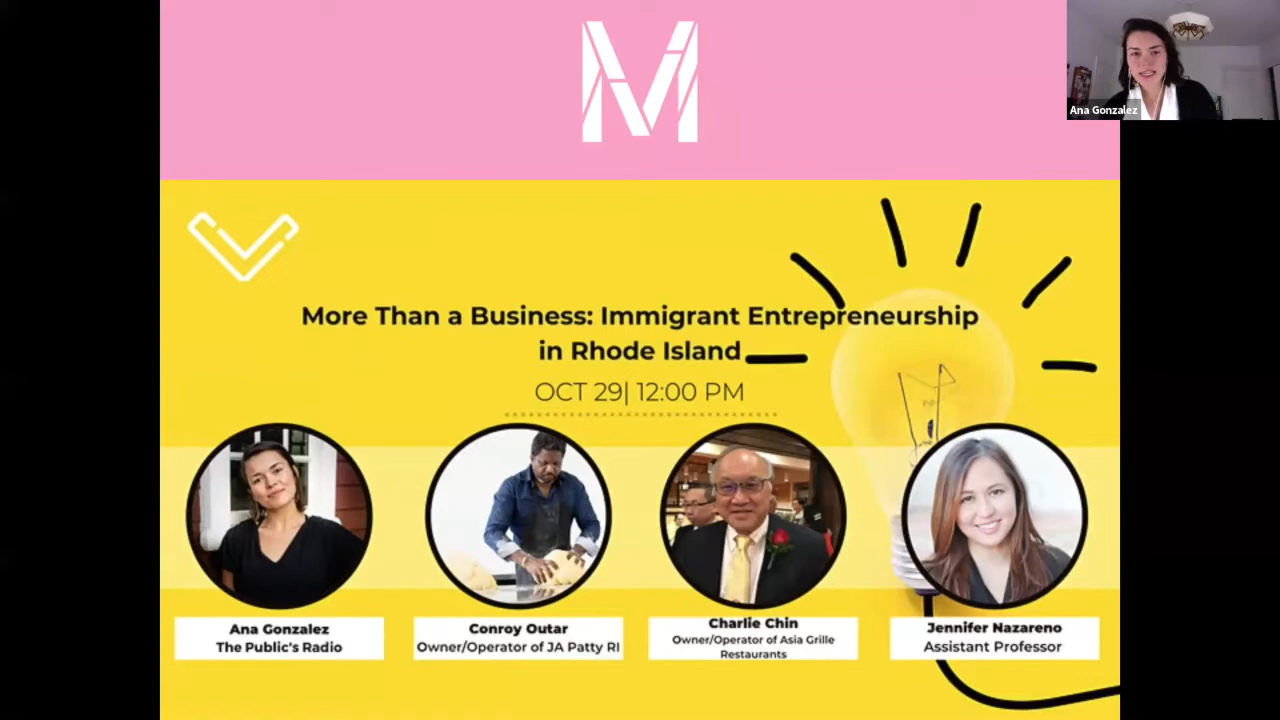 M
Ana Gonzalez
More Than a Business: Immigrant Entrepreneurship
in Rhode Island
OCT 29| 12:00 PM
Ana Gonzalez
The Public's Radio
Conroy Outar
Owner/Operator of JA Patty RI
Charlie Chin
Owner/Operator of Asia Grille
Restaurants
Jennifer Nazareno
Assistant Professor